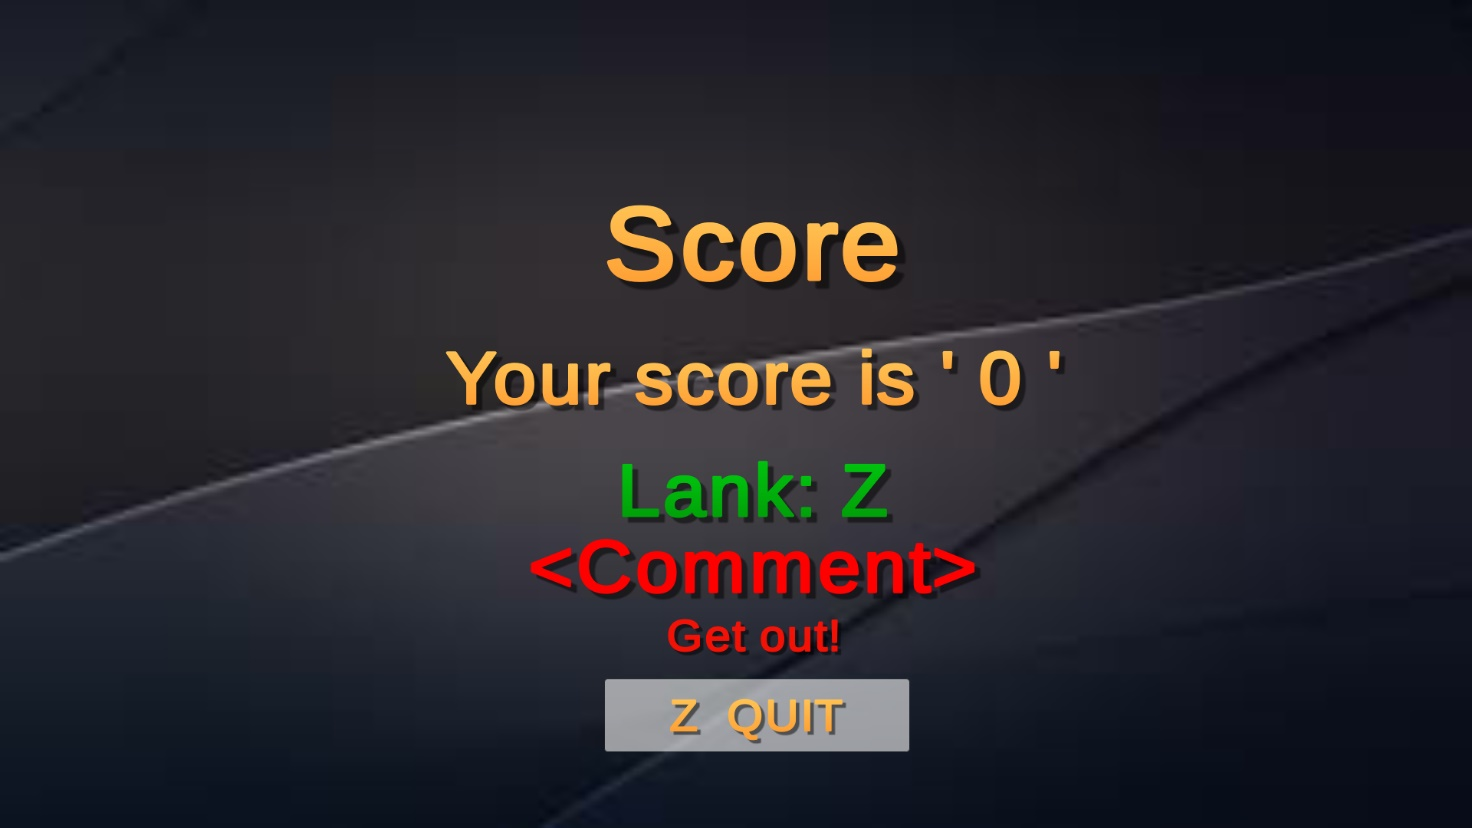 Score
Your score is ' 0 '
Lank: Z
<Comment>
Get out!
Z QUIT